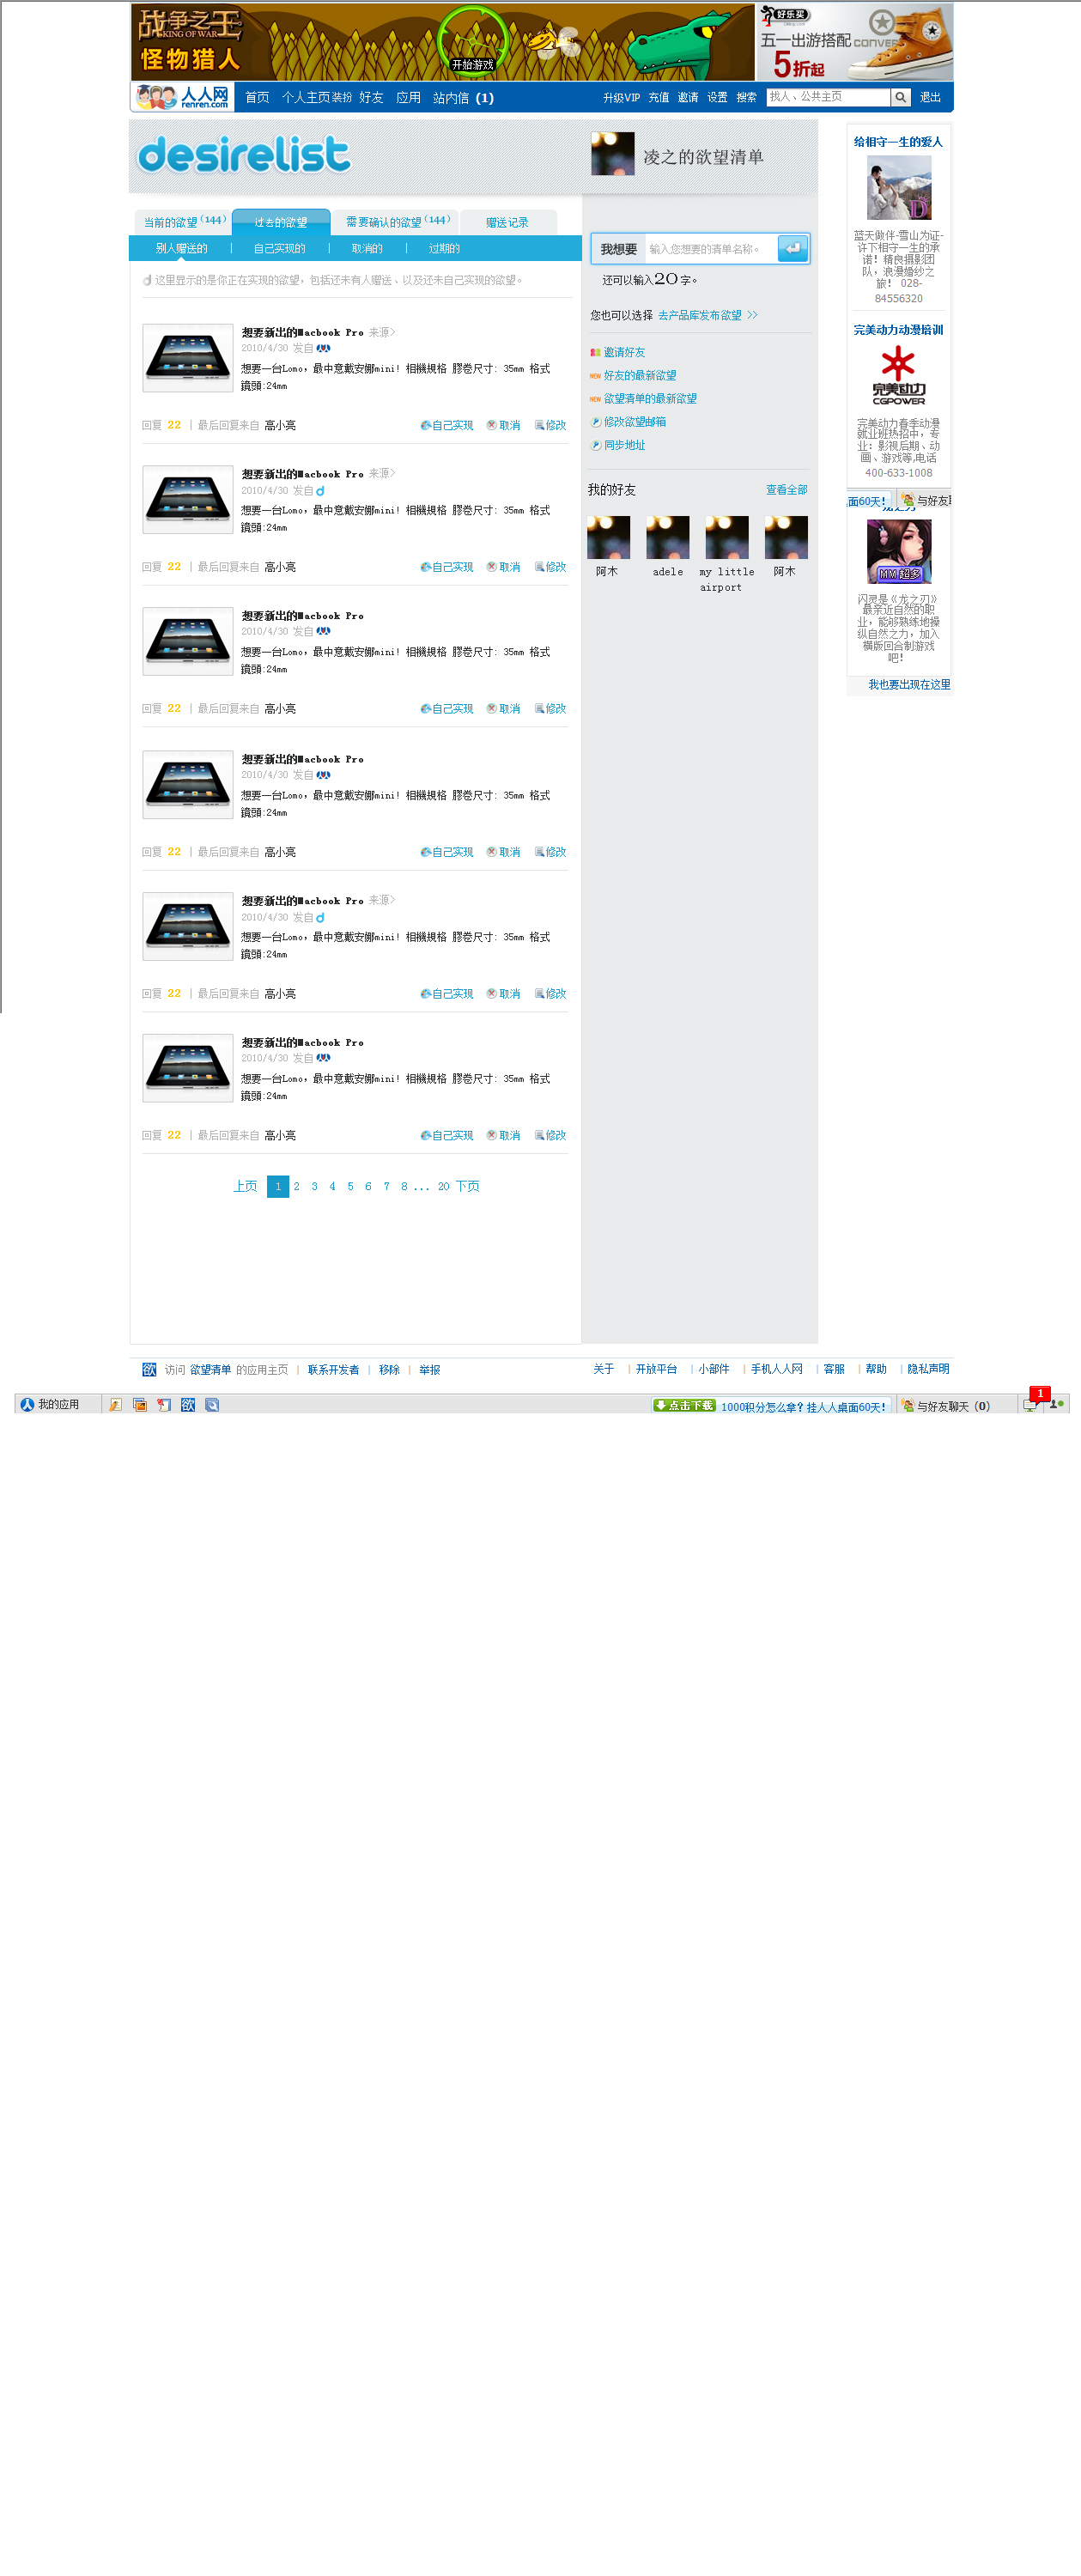 战争之王
KING OF WAR
怪物猎人
开始游戏
好乐买
五一出游搭配
CONVERSE
5折起
人人网
renren.com
首页 个人主页 装扮 好友 应用 站内信 (1)
升级VIP 充值 邀请 设置 搜索 找人、公共主页 退出
desirelist
凌之的欲望清单
当前的欲望 (144) 过去的欲望 需要确认的欲望 (144) 赠送记录
别人赠送的 | 自己实现的 | 取消的 | 过期的
这里显示的是你正在实现的欲望，包括还未有人赠送、以及还未自己实现的欲望。
想要新出的Macbook Pro 来源>
2010/4/30 发自
想要一台Lomo，最中意戴安娜mini! 相機規格 膠卷尺寸: 35mm 格式
鏡頭:24mm
回复 22 | 最后回复来自 高小亮 自己实现 取消 修改
想要新出的Macbook Pro 来源>
2010/4/30 发自
想要一台Lomo，最中意戴安娜mini! 相機規格 膠卷尺寸: 35mm 格式
鏡頭:24mm
回复 22 | 最后回复来自 高小亮 自己实现 取消 修改
想要新出的Macbook Pro
2010/4/30 发自
想要一台Lomo，最中意戴安娜mini! 相機規格 膠卷尺寸: 35mm 格式
鏡頭:24mm
回复 22 | 最后回复来自 高小亮 自己实现 取消 修改
想要新出的Macbook Pro
2010/4/30 发自
想要一台Lomo，最中意戴安娜mini! 相機規格 膠卷尺寸: 35mm 格式
鏡頭:24mm
回复 22 | 最后回复来自 高小亮 自己实现 取消 修改
想要新出的Macbook Pro 来源>
2010/4/30 发自
想要一台Lomo，最中意戴安娜mini! 相機規格 膠卷尺寸: 35mm 格式
鏡頭:24mm
回复 22 | 最后回复来自 高小亮 自己实现 取消 修改
想要新出的Macbook Pro
2010/4/30 发自
想要一台Lomo，最中意戴安娜mini! 相機規格 膠卷尺寸: 35mm 格式
鏡頭:24mm
回复 22 | 最后回复来自 高小亮 自己实现 取消 修改
上页 1 2 3 4 5 6 7 8 ... 20 下页
我想要 输入您想要的清单名称。
还可以输入20字。
您也可以选择 去产品库发布欲望 >>
邀请好友
NEW 好友的最新欲望
NEW 欲望清单的最新欲望
修改欲望邮箱
同步地址
我的好友 查看全部
阿木 adele my little airport 阿木
给相守一生的爱人
D
蓝天做伴-雪山为证-
许下相守一生的承
诺！精良摄影团
队，浪漫婚纱之
旅！ 028-
84556320
完美动力动漫培训
完美动力
CGPOWER
完美动力春季动漫
就业班热招中，专
业：影视后期、动
画、游戏等,电话
400-633-1008
面60天！ 与好友聊
龙之刃
MM 超多
闪灵是《龙之刃》
最亲近自然的职
业，能够熟练地操
纵自然之力，加入
横版回合制游戏
吧！
我也要出现在这里
欲 访问 欲望清单 的应用主页 | 联系开发者 | 移除 | 举报
关于 | 开放平台 | 小部件 | 手机人人网 | 客服 | 帮助 | 隐私声明
我的应用 欲 点击下载 1000积分怎么拿？挂人人桌面60天！ 与好友聊天（0） 1